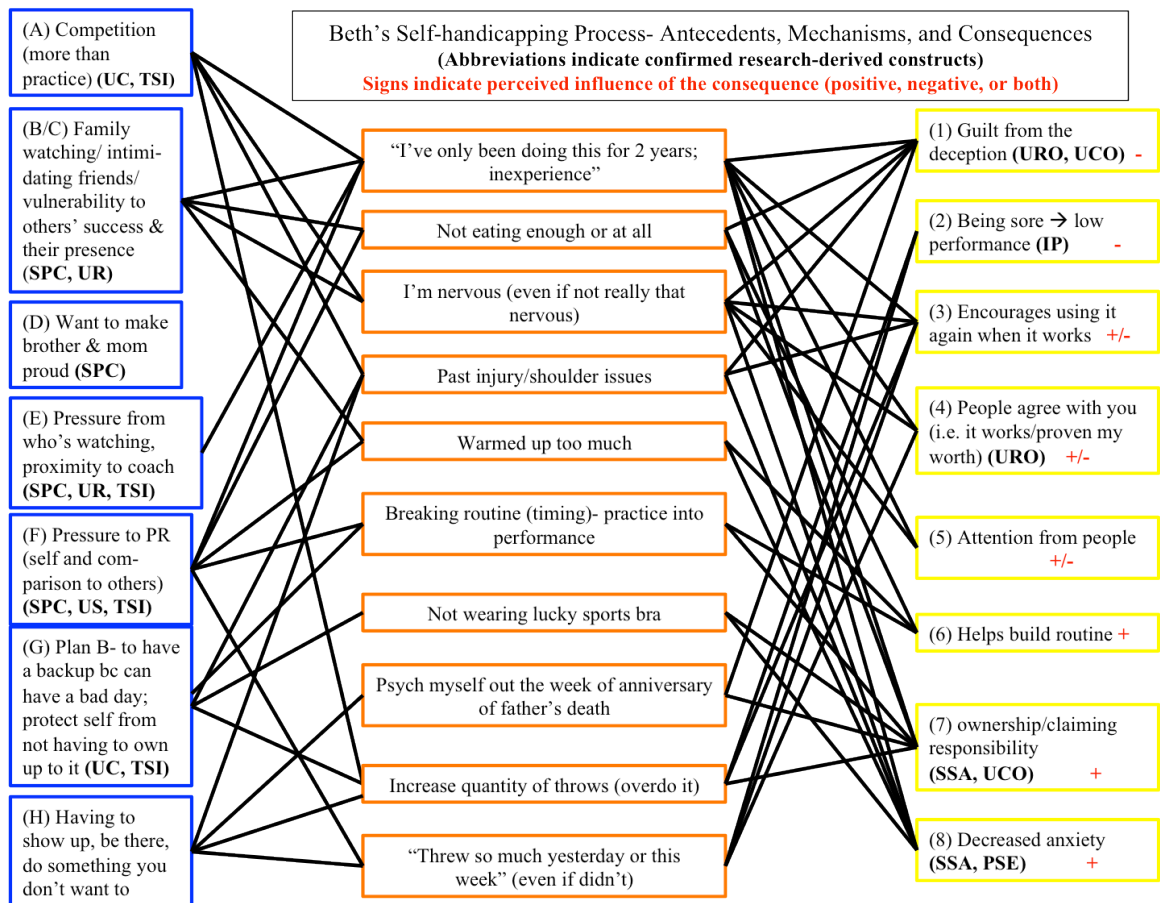 Beth's Self-handicapping Process- Antecedents, Mechanisms, and Consequences
(Abbreviations indicate confirmed research-derived constructs)
Signs indicate perceived influence of the consequence (positive, negative, or both)
(A) Competition
(more than
practice) (UC, TSI)
(B/C) Family
watching/ intimi-
dating friends/
vulnerability to
others' success &
their presence
(SPC, UR)
(D) Want to make
brother & mom
proud (SPC)
(E) Pressure from
who's watching,
proximity to coach
(SPC, UR, TSI)
(F) Pressure to PR
(self and com-
parison to others)
(SPC, US, TSI)
(G) Plan B- to have
a backup bc can
have a bad day;
protect self from
not having to own
up to it (UC, TSI)
(H) Having to
show up, be there,
do something you
don't want to
"I've only been doing this for 2 years;
inexperience"
Not eating enough or at all
I'm nervous (even if not really that
nervous)
Past injury/shoulder issues
Warmed up too much
Breaking routine (timing)- practice into
performance
Not wearing lucky sports bra
Psych myself out the week of anniversary
of father's death
Increase quantity of throws (overdo it)
"Threw so much yesterday or this
week" (even if didn't)
(1) Guilt from the
deception (URO, UCO) -
(2) Being sore → low
performance (IP) -
(3) Encourages using it
again when it works +/-
(4) People agree with you
(i.e. it works/proven my
worth) (URO) +/-
(5) Attention from people
+/-
(6) Helps build routine +
(7) ownership/claiming
responsibility
(SSA, UCO) +
(8) Decreased anxiety
(SSA, PSE) +